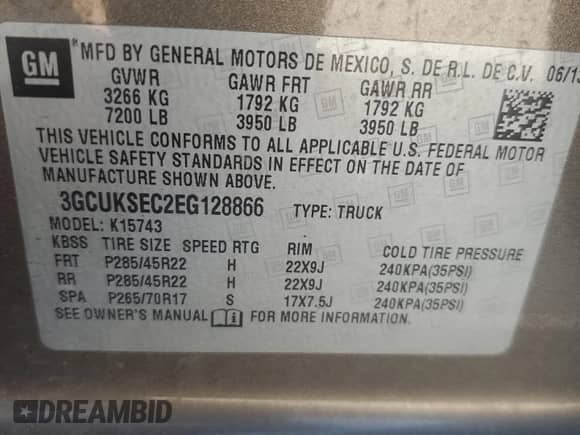 GM
MFD BY GENERAL MOTORS DE MEXICO, S. DE R.L. DE C.V. 06/13
GVWR GAWR FRT GAWR RR
3266 KG 1792 KG 1792 KG
7200 LB 3950 LB 3950 LB
THIS VEHICLE CONFORMS TO ALL APPLICABLE U.S. FEDERAL MOTOR
VEHICLE SAFETY STANDARDS IN EFFECT ON THE DATE OF
MANUFACTURE SHOWN ABOVE.
3GCUKSEC2EG128866 TYPE: TRUCK
MODEL: K15743
KBSS TIRE SIZE SPEED RTG RIM COLD TIRE PRESSURE
FRT P285/45R22 H 22X9J 240KPA(35PSI)
RR P285/45R22 H 22X9J 240KPA(35PSI)
SPA P265/70R17 S 17X7.5J 240KPA(35PSI)
SEE OWNER'S MANUAL FOR MORE INFORMATION.
DREAMBID